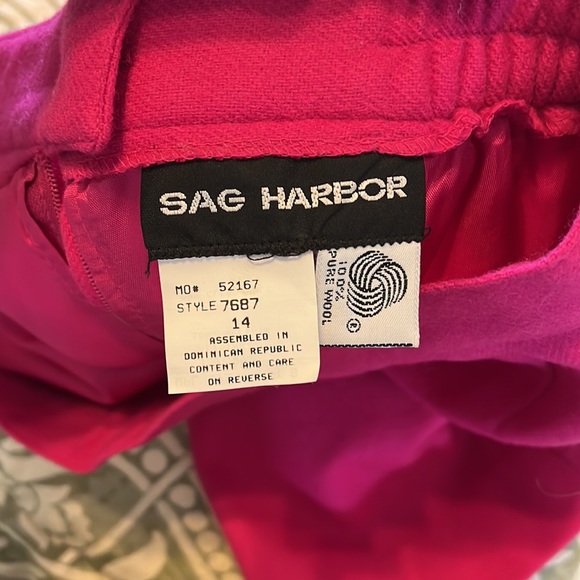 SAG HARBOR
MO# 52167
STYLE 7687
14
ASSEMBLED IN
DOMINICAN REPUBLIC
CONTENT AND CARE
ON REVERSE
100%
PURE WOOL
®